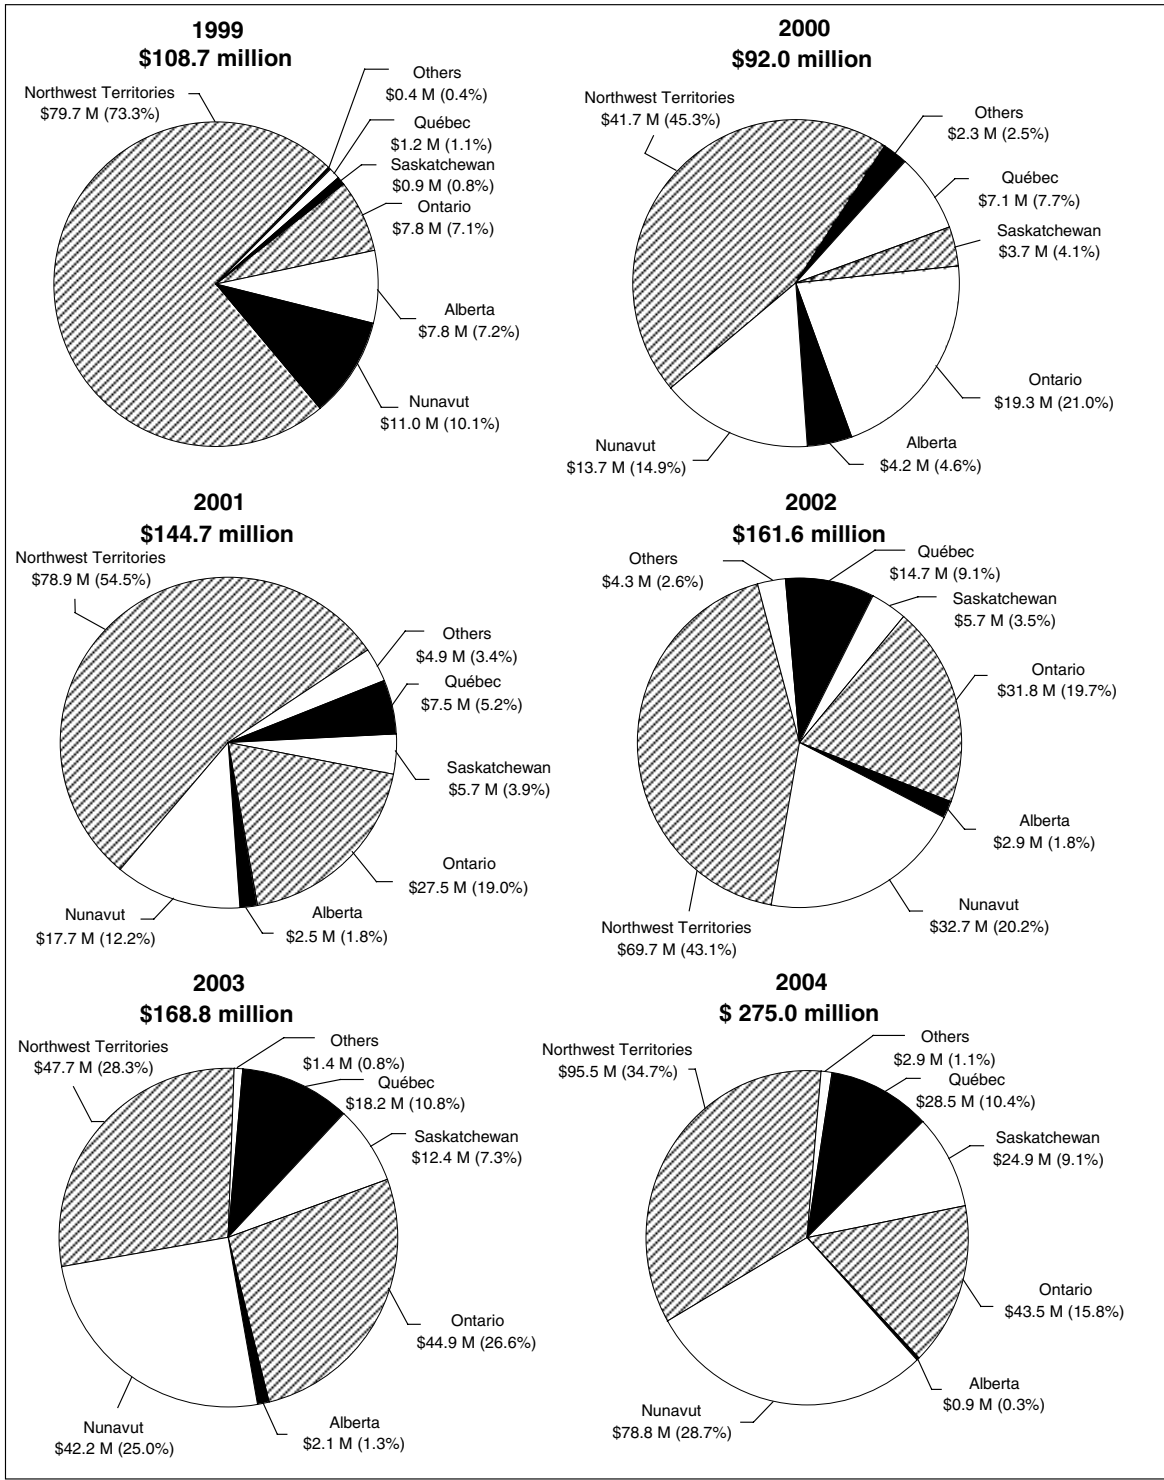 1999
$108.7 million
Northwest Territories
$79.7 M (73.3%)
Others
$0.4 M (0.4%)
Québec
$1.2 M (1.1%)
Saskatchewan
$0.9 M (0.8%)
Ontario
$7.8 M (7.1%)
Alberta
$7.8 M (7.2%)
Nunavut
$11.0 M (10.1%)
2000
$92.0 million
Northwest Territories
$41.7 M (45.3%)
Others
$2.3 M (2.5%)
Québec
$7.1 M (7.7%)
Saskatchewan
$3.7 M (4.1%)
Ontario
$19.3 M (21.0%)
Alberta
$4.2 M (4.6%)
Nunavut
$13.7 M (14.9%)
2001
$144.7 million
Northwest Territories
$78.9 M (54.5%)
Others
$4.9 M (3.4%)
Québec
$7.5 M (5.2%)
Saskatchewan
$5.7 M (3.9%)
Ontario
$27.5 M (19.0%)
Alberta
$2.5 M (1.8%)
Nunavut
$17.7 M (12.2%)
2002
$161.6 million
Others
$4.3 M (2.6%)
Québec
$14.7 M (9.1%)
Saskatchewan
$5.7 M (3.5%)
Ontario
$31.8 M (19.7%)
Alberta
$2.9 M (1.8%)
Nunavut
$32.7 M (20.2%)
Northwest Territories
$69.7 M (43.1%)
2003
$168.8 million
Northwest Territories
$47.7 M (28.3%)
Others
$1.4 M (0.8%)
Québec
$18.2 M (10.8%)
Saskatchewan
$12.4 M (7.3%)
Ontario
$44.9 M (26.6%)
Alberta
$2.1 M (1.3%)
Nunavut
$42.2 M (25.0%)
2004
$ 275.0 million
Northwest Territories
$95.5 M (34.7%)
Others
$2.9 M (1.1%)
Québec
$28.5 M (10.4%)
Saskatchewan
$24.9 M (9.1%)
Ontario
$43.5 M (15.8%)
Alberta
$0.9 M (0.3%)
Nunavut
$78.8 M (28.7%)